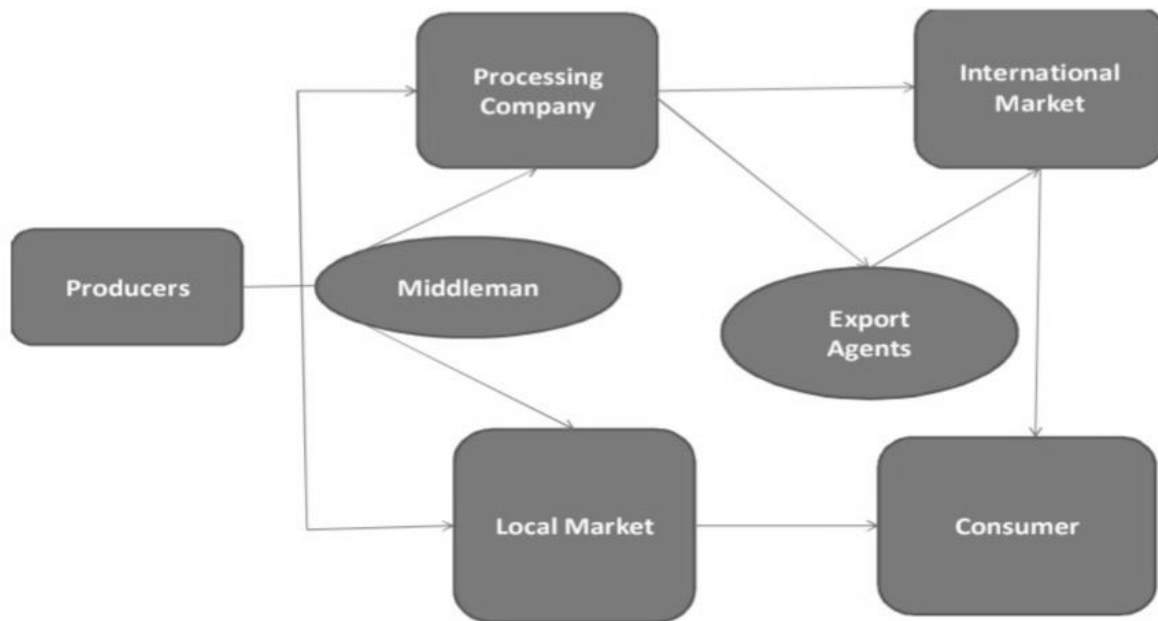 Processing
Company
International
Market
Producers
Middleman
Export
Agents
Local Market
Consumer